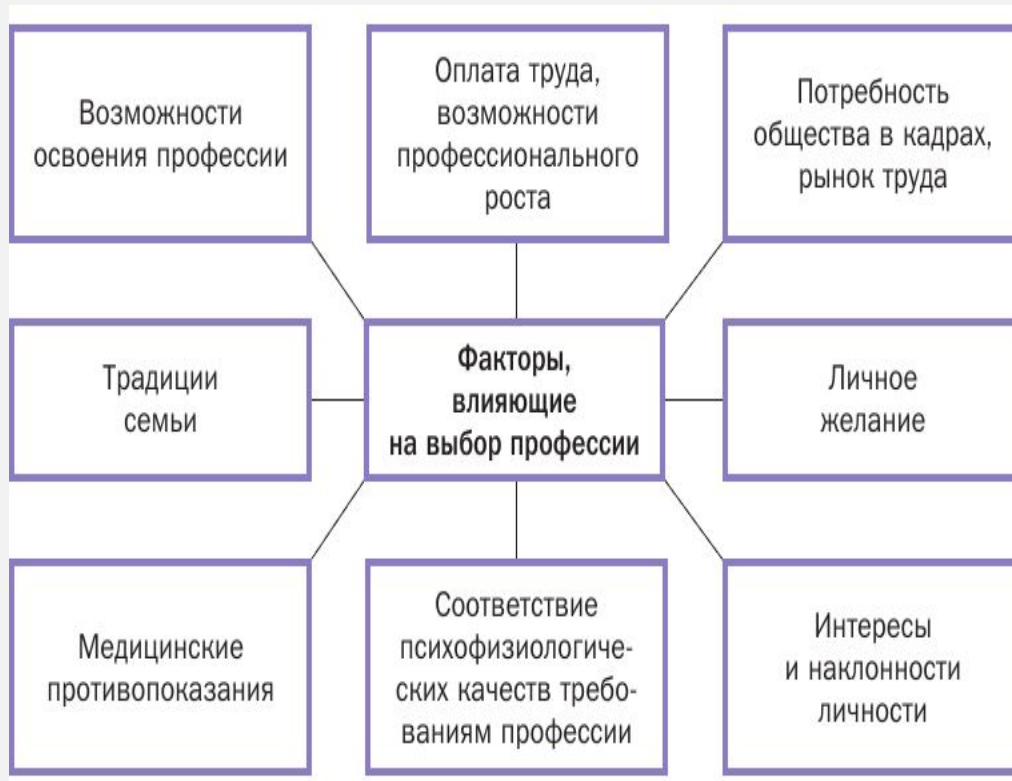 Возможности
освоения профессии
Оплата труда,
возможности
профессионального
роста
Потребность
общества в кадрах,
рынок труда
Традиции
семьи
Факторы,
влияющие
на выбор профессии
Личное
желание
Медицинские
противопоказания
Соответствие
психофизиологиче-
ских качеств требо-
ваниям профессии
Интересы
и наклонности
личности